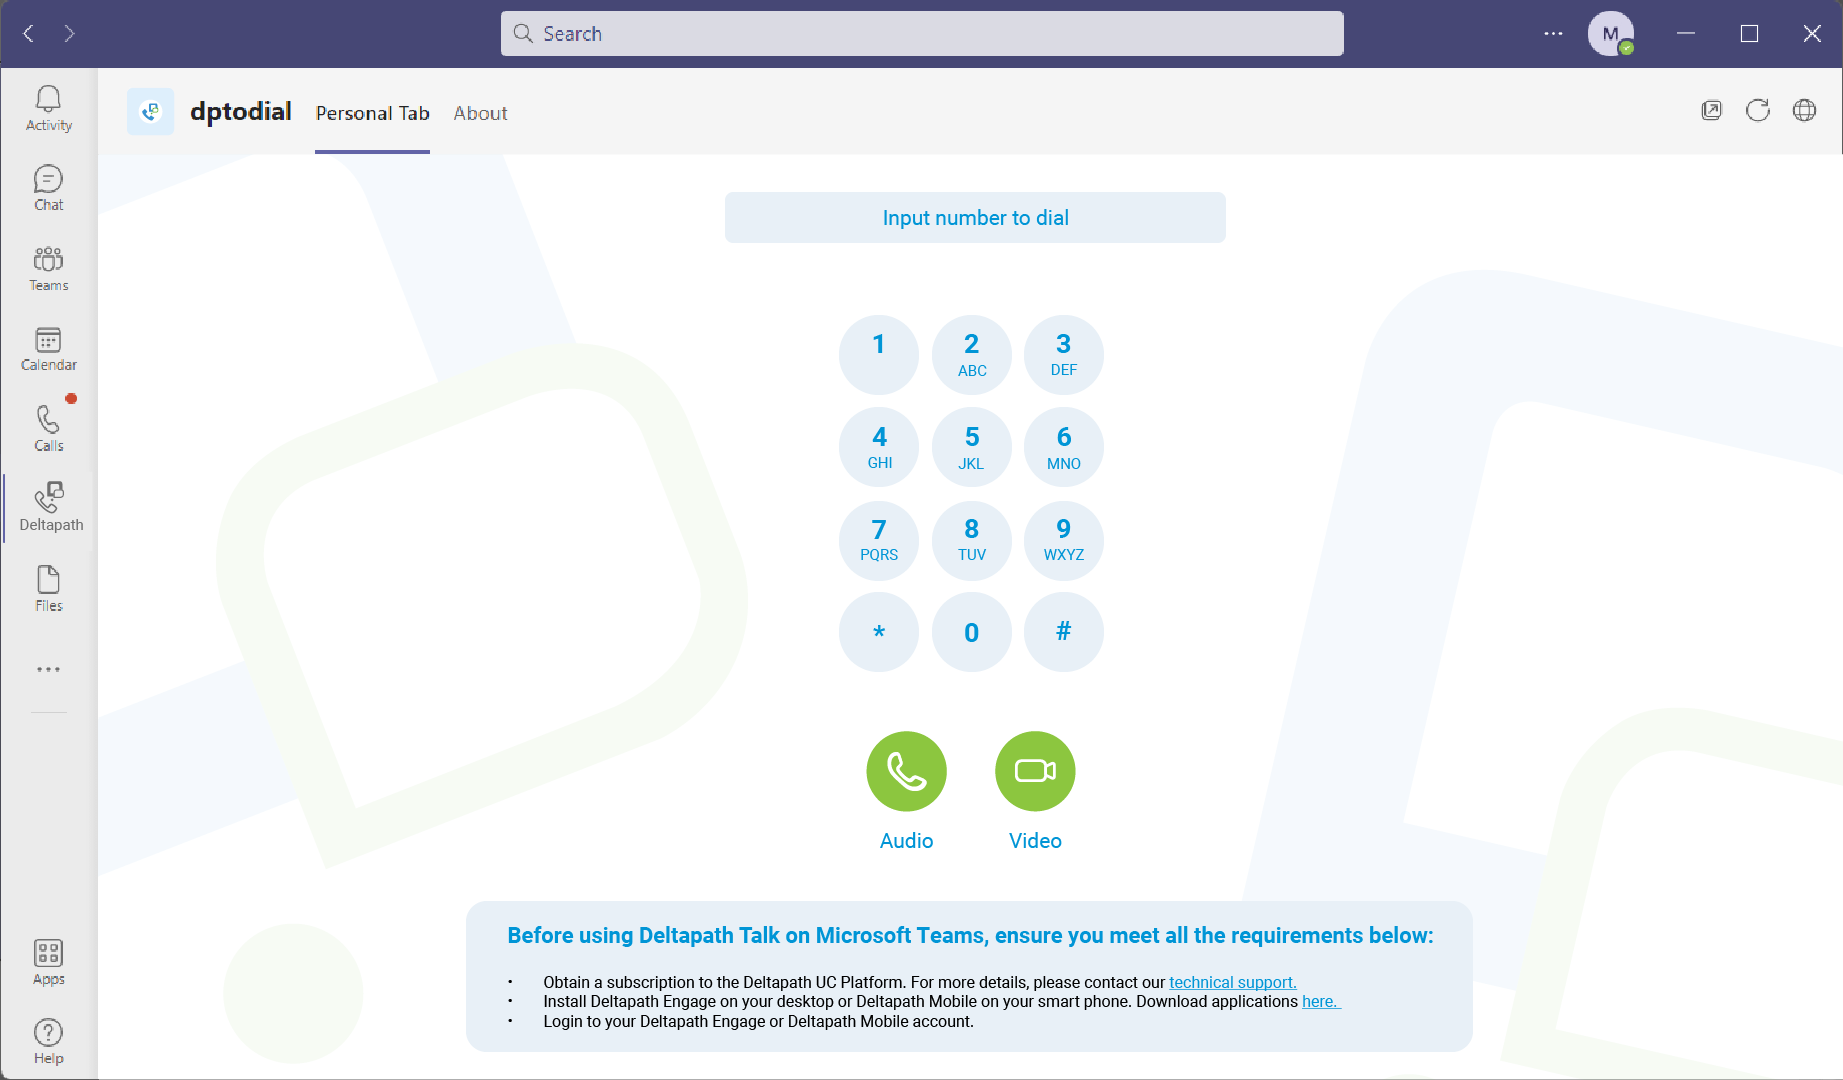 Search
M
Activity
Chat
Teams
Calendar
Calls
Deltapath
Files
Apps
Help
dptodial
Personal Tab
About
Input number to dial
1
2
ABC
3
DEF
4
GHI
5
JKL
6
MNO
7
PQRS
8
TUV
9
WXYZ
*
0
#
Audio
Video
Before using Deltapath Talk on Microsoft Teams, ensure you meet all the requirements below:
• Obtain a subscription to the Deltapath UC Platform. For more details, please contact our technical support.
• Install Deltapath Engage on your desktop or Deltapath Mobile on your smart phone. Download applications here.
• Login to your Deltapath Engage or Deltapath Mobile account.